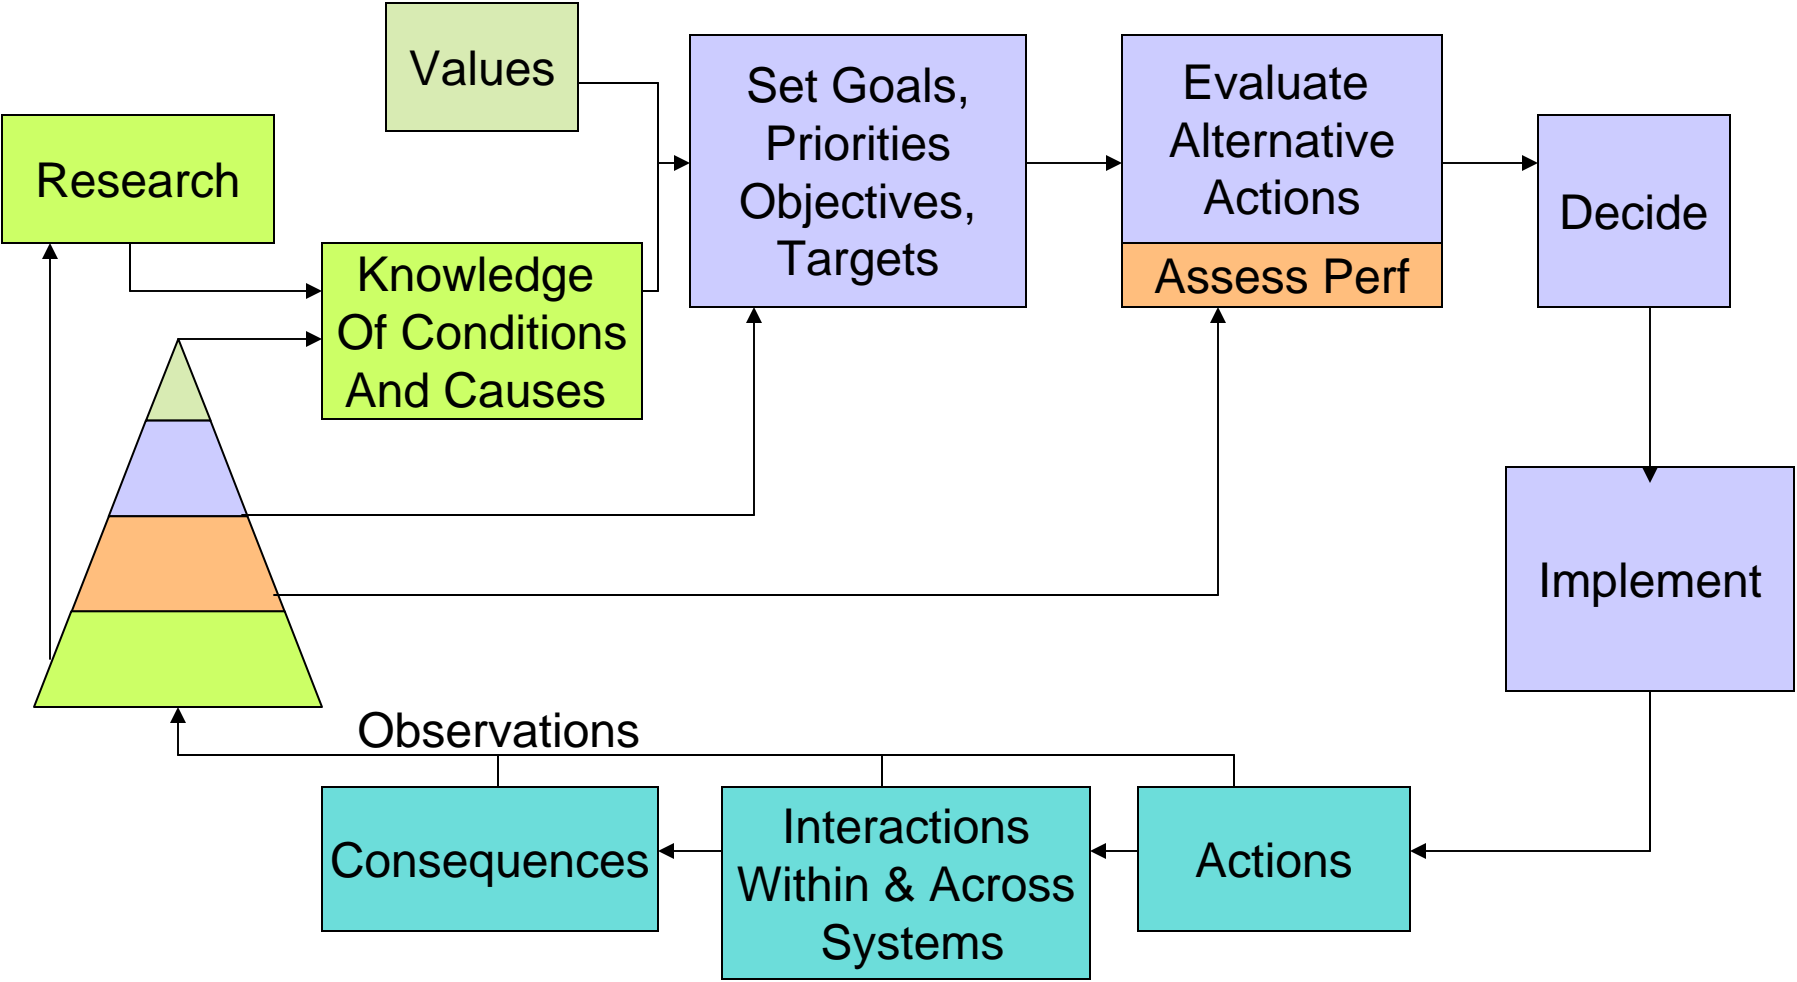 Values
Research
Set Goals,
Priorities
Objectives,
Targets
Evaluate
Alternative
Actions
Assess Perf
Decide
Knowledge
Of Conditions
And Causes
Implement
Observations
Consequences
Interactions
Within & Across
Systems
Actions